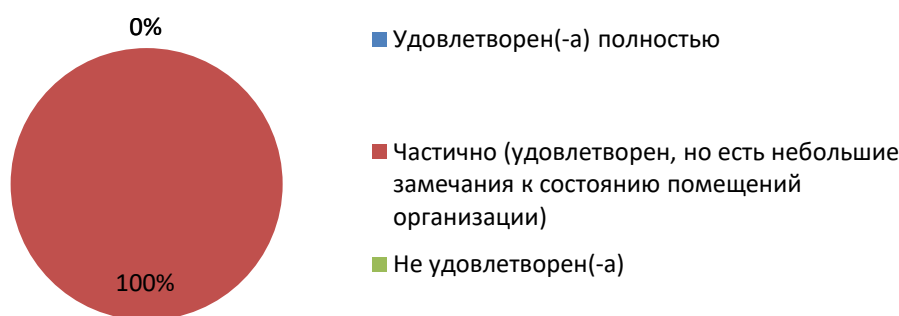 0%
Удовлетворен(-а) полностью
Частично (удовлетворен, но есть небольшие
замечания к состоянию помещений
организации)
Не удовлетворен(-а)
100%